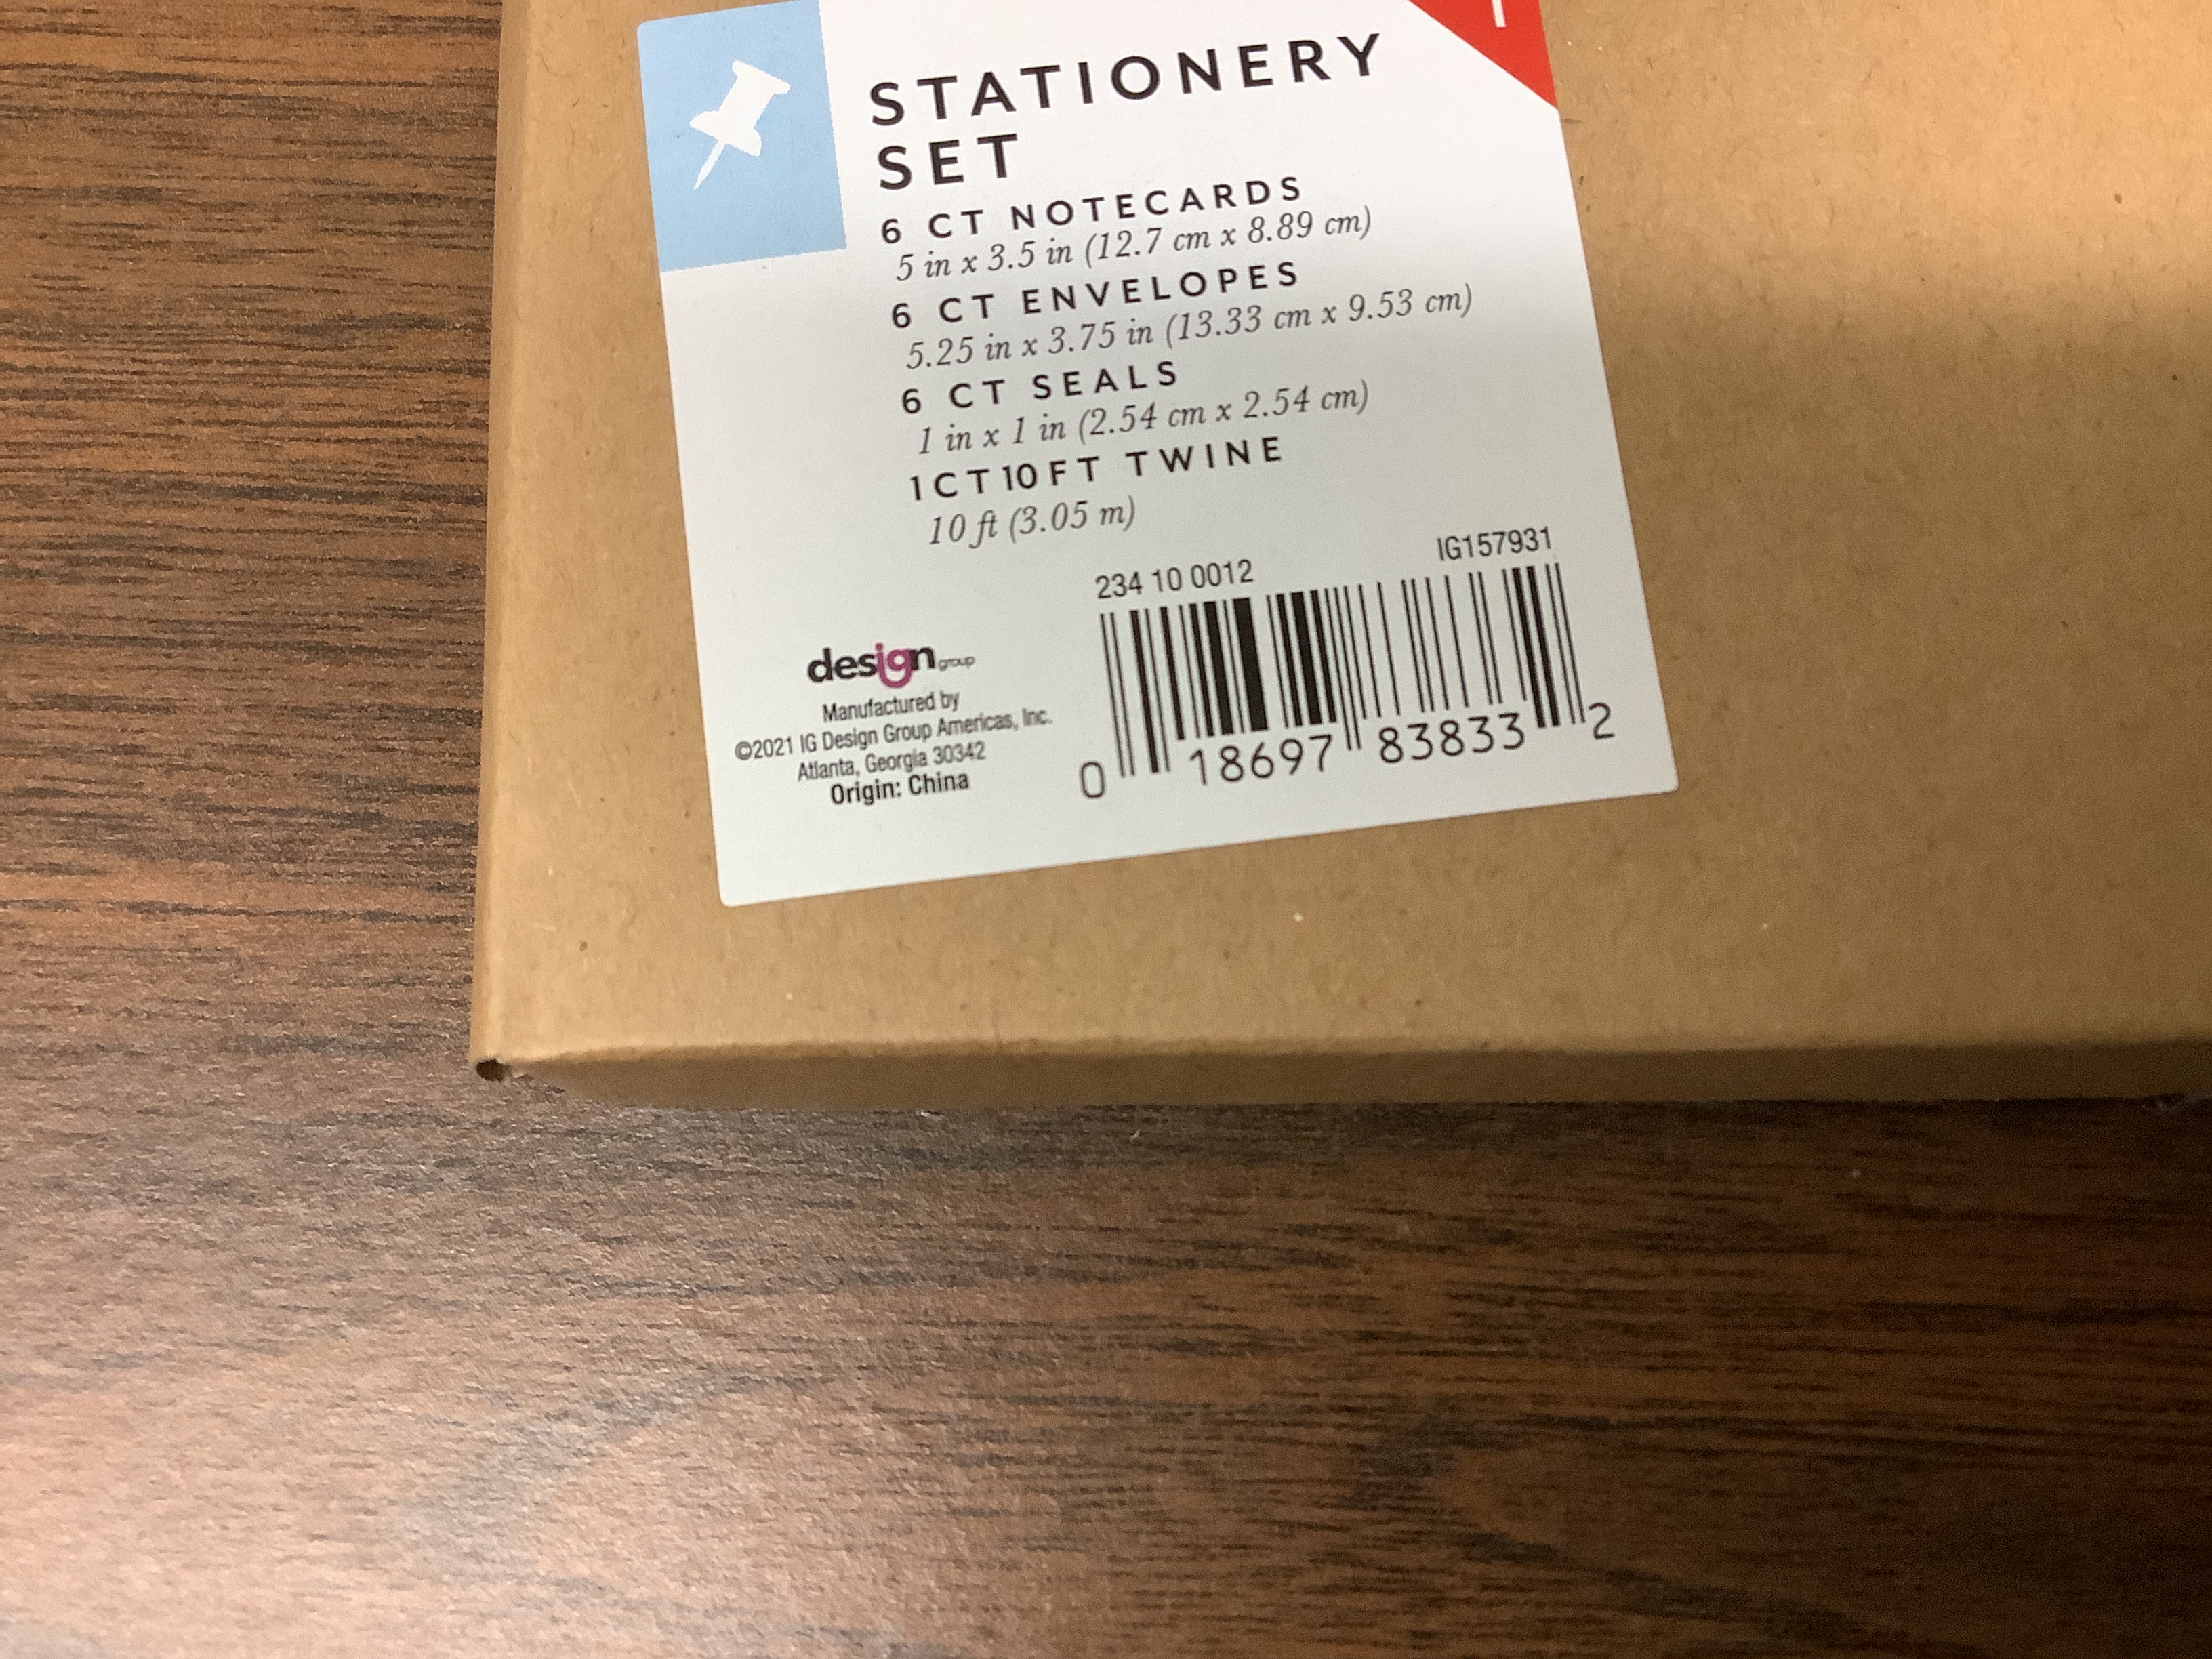 STATIONERY
SET
6 CT NOTECARDS
5 in x 3.5 in (12.7 cm x 8.89 cm)
6 CT ENVELOPES
5.25 in x 3.75 in (13.33 cm x 9.53 cm)
6 CT SEALS
1 in x 1 in (2.54 cm x 2.54 cm)
1 CT 10 FT TWINE
10 ft (3.05 m)
234 10 0012 IG157931
design group
Manufactured by
©2021 IG Design Group Americas, Inc.
Atlanta, Georgia 30342
Origin: China
0 18697 83833 2